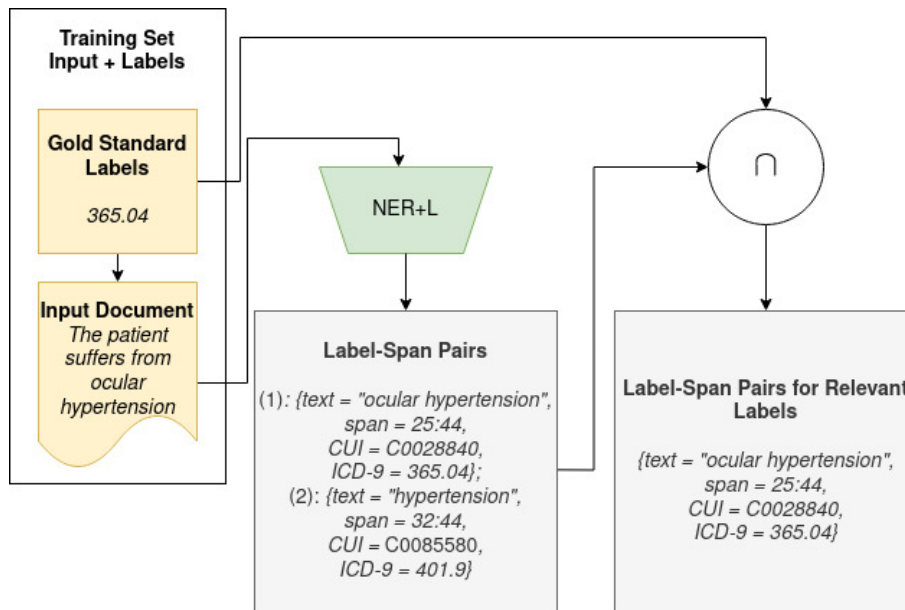 Training Set
Input + Labels
Gold Standard
Labels
365.04
Input Document
The patient
suffers from
ocular
hypertension
NER+L
Label-Span Pairs
(1): {text = "ocular hypertension",
span = 25:44,
CUI = C0028840,
ICD-9 = 365.04};
(2): {text = "hypertension",
span = 32:44,
CUI = C0085580,
ICD-9 = 401.9}
∩
Label-Span Pairs for Relevant
Labels
{text = "ocular hypertension",
span = 25:44,
CUI = C0028840,
ICD-9 = 365.04}